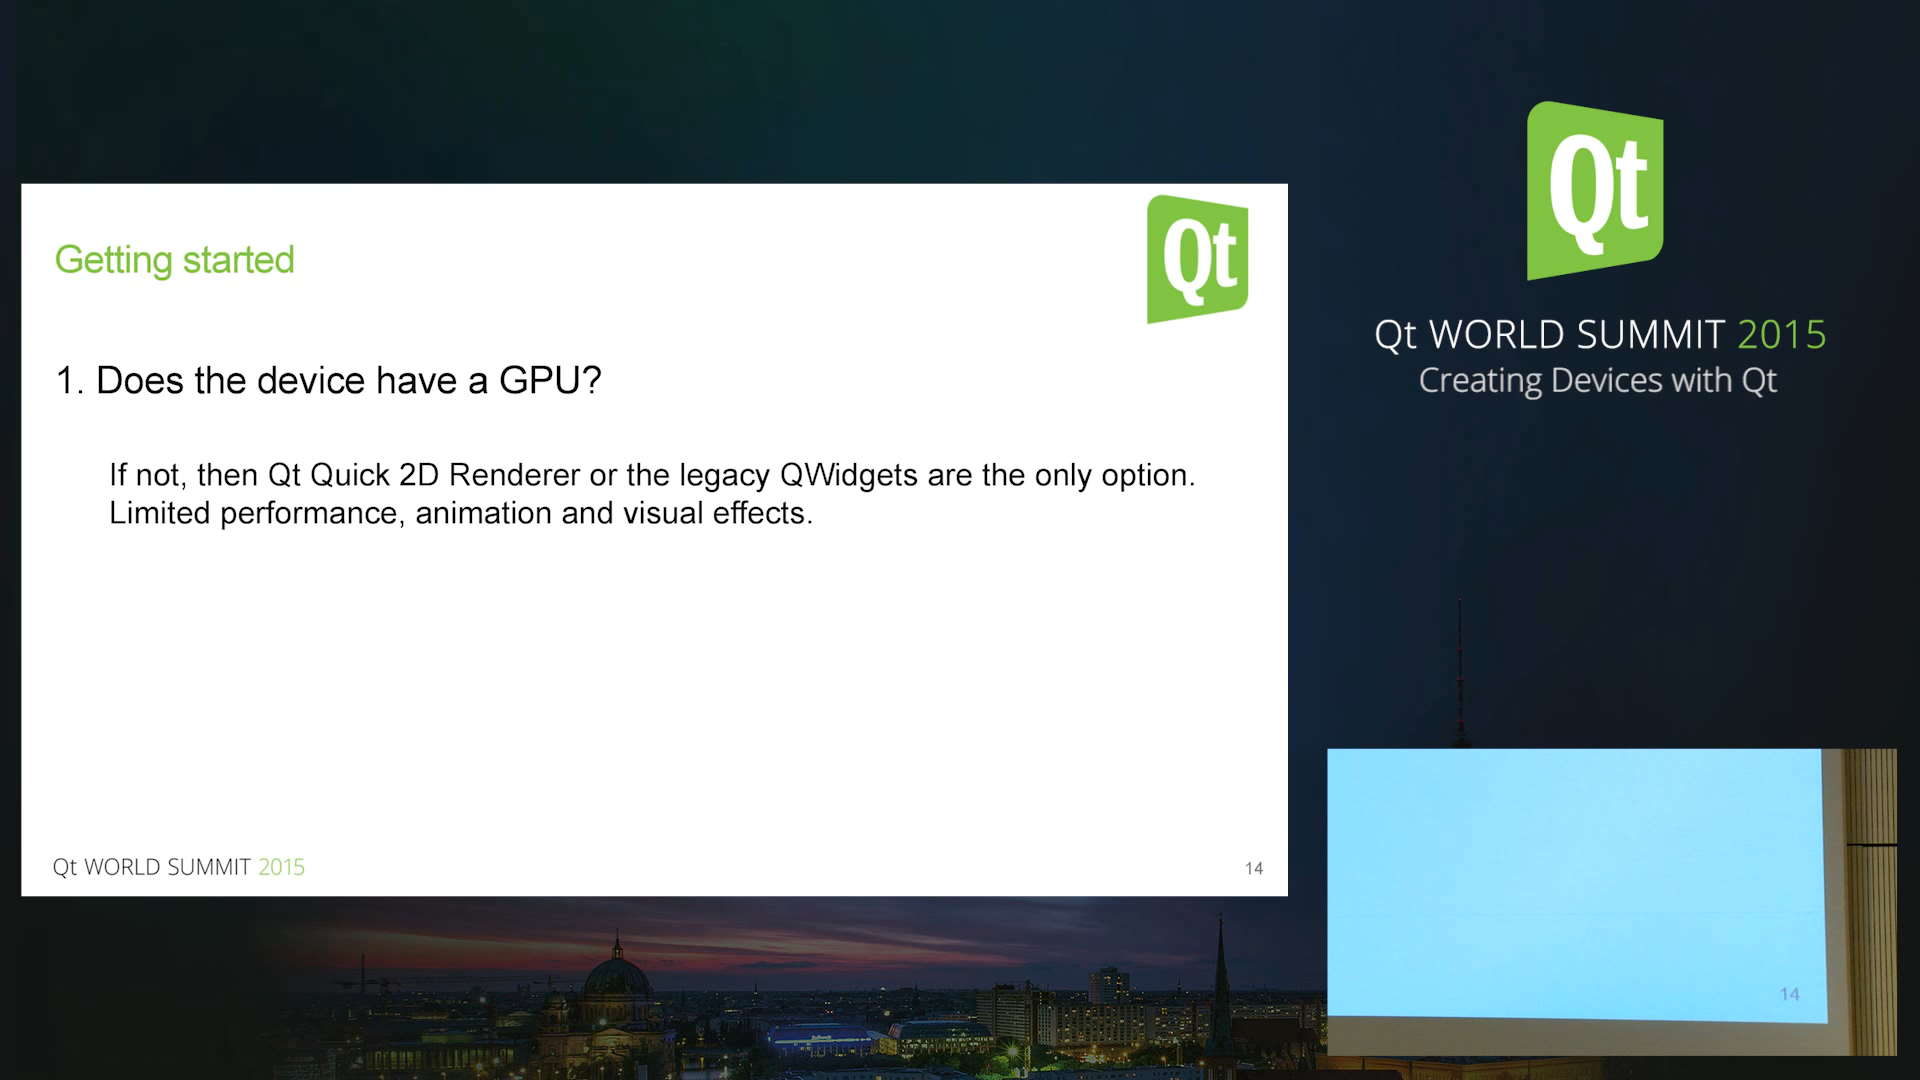 Getting started
Qt
1. Does the device have a GPU?
If not, then Qt Quick 2D Renderer or the legacy QWidgets are the only option.
Limited performance, animation and visual effects.
Qt WORLD SUMMIT 2015
14
Qt
Qt WORLD SUMMIT 2015
Creating Devices with Qt
14